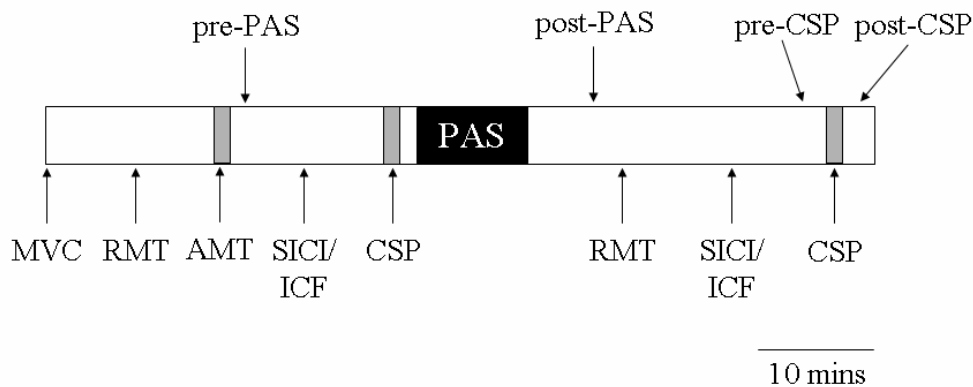 pre-PAS post-PAS pre-CSP post-CSP
PAS
MVC RMT AMT SICI/ CSP RMT SICI/ CSP
ICF ICF
10 mins